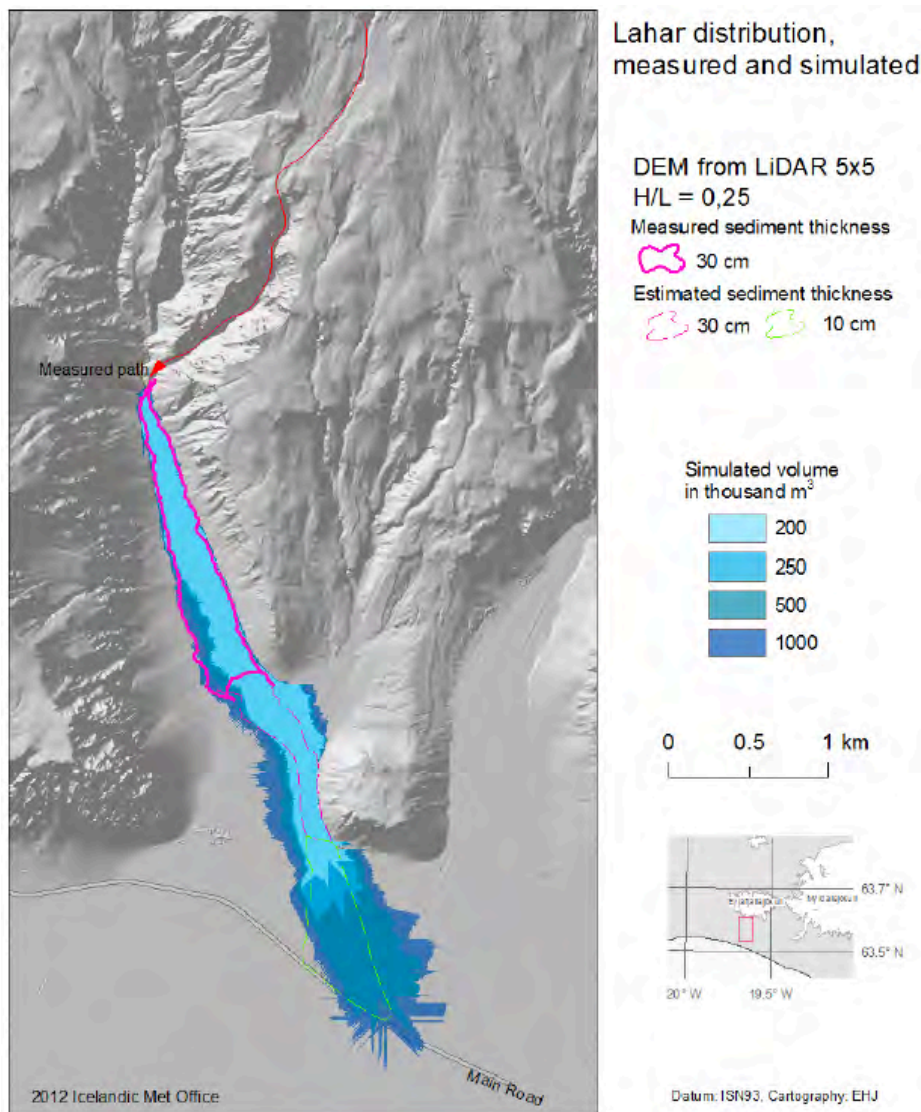 Lahar distribution,
measured and simulated
DEM from LiDAR 5x5
H/L = 0,25
Measured sediment thickness
30 cm
Estimated sediment thickness
30 cm 10 cm
Measured path
Simulated volume
in thousand m³
200
250
500
1000
0 0.5 1 km
63.7° N
63.5° N
20° W 19.5° W
Main Road
2012 Icelandic Met Office
Datum: ISN93, Cartography: EHJ